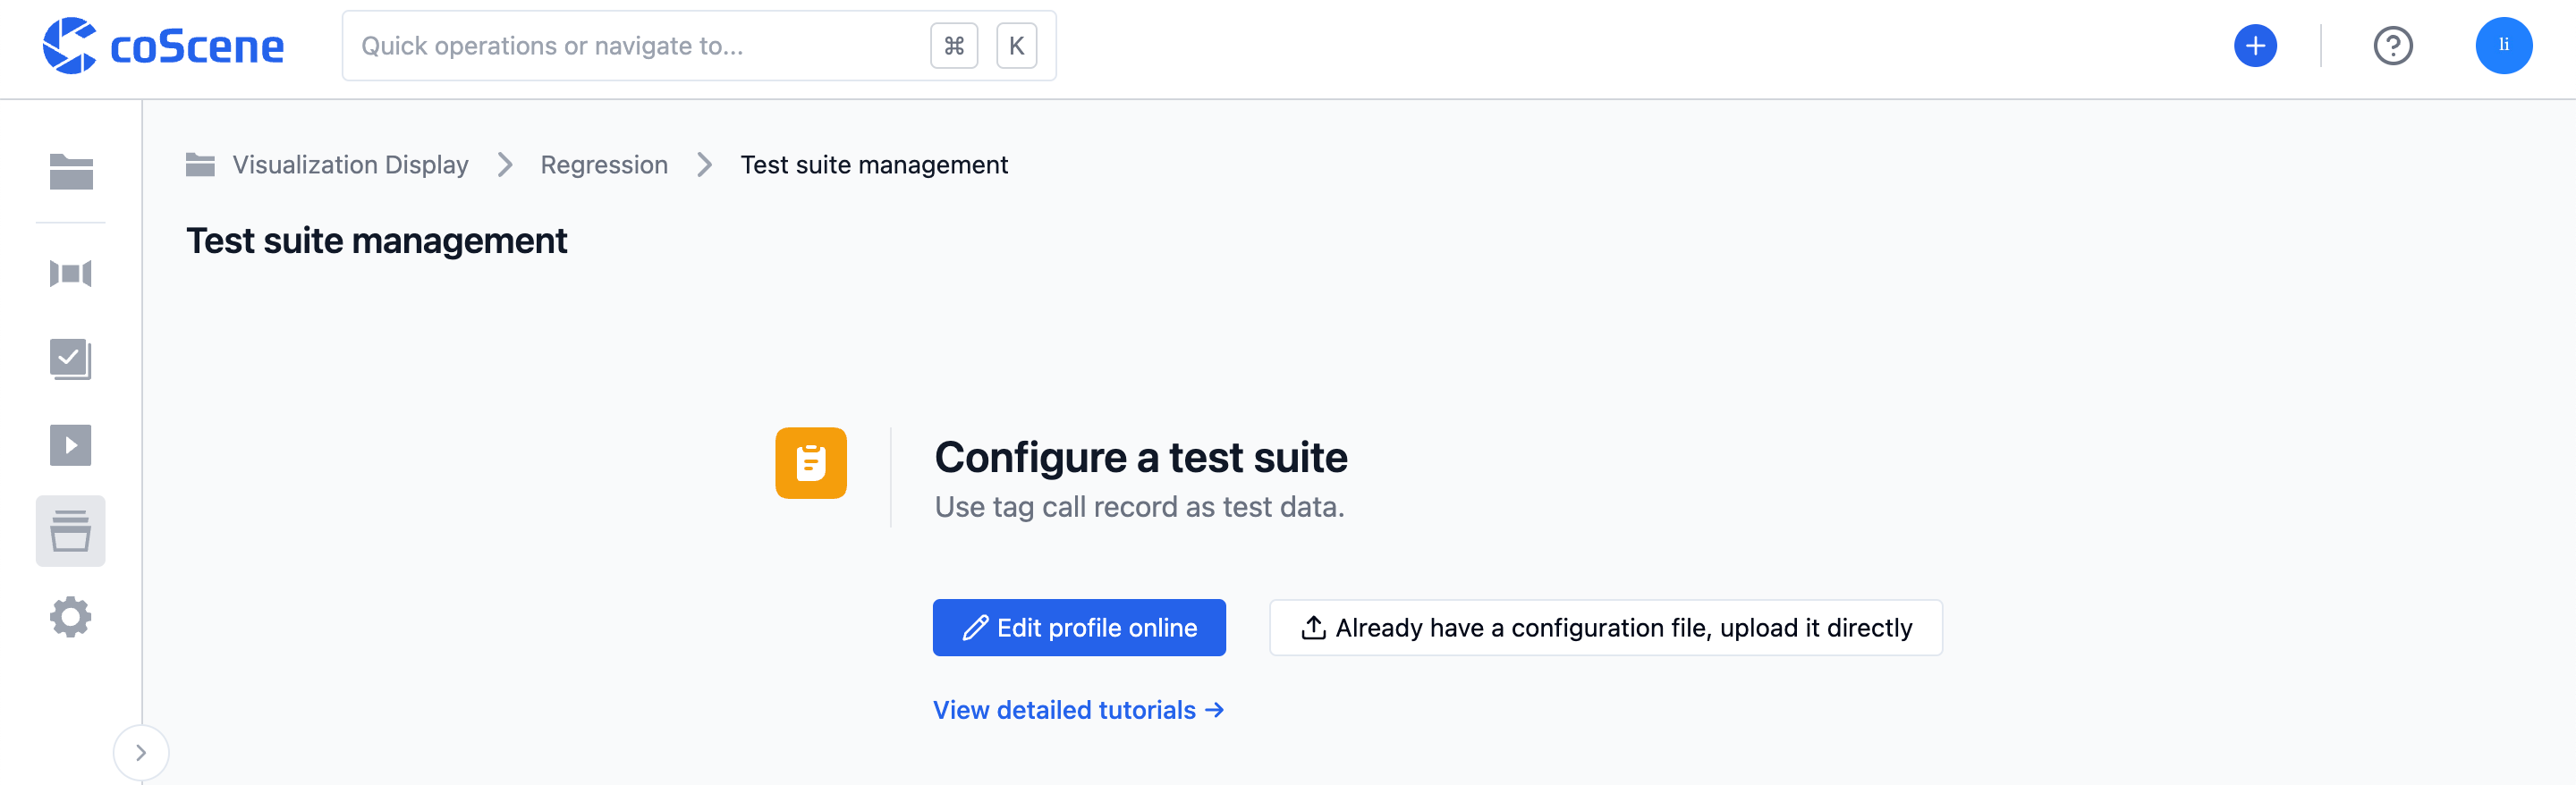 coScene
Quick operations or navigate to... ⌘ K
li
Visualization Display > Regression > Test suite management
Test suite management
Configure a test suite
Use tag call record as test data.
Edit profile online
Already have a configuration file, upload it directly
View detailed tutorials →